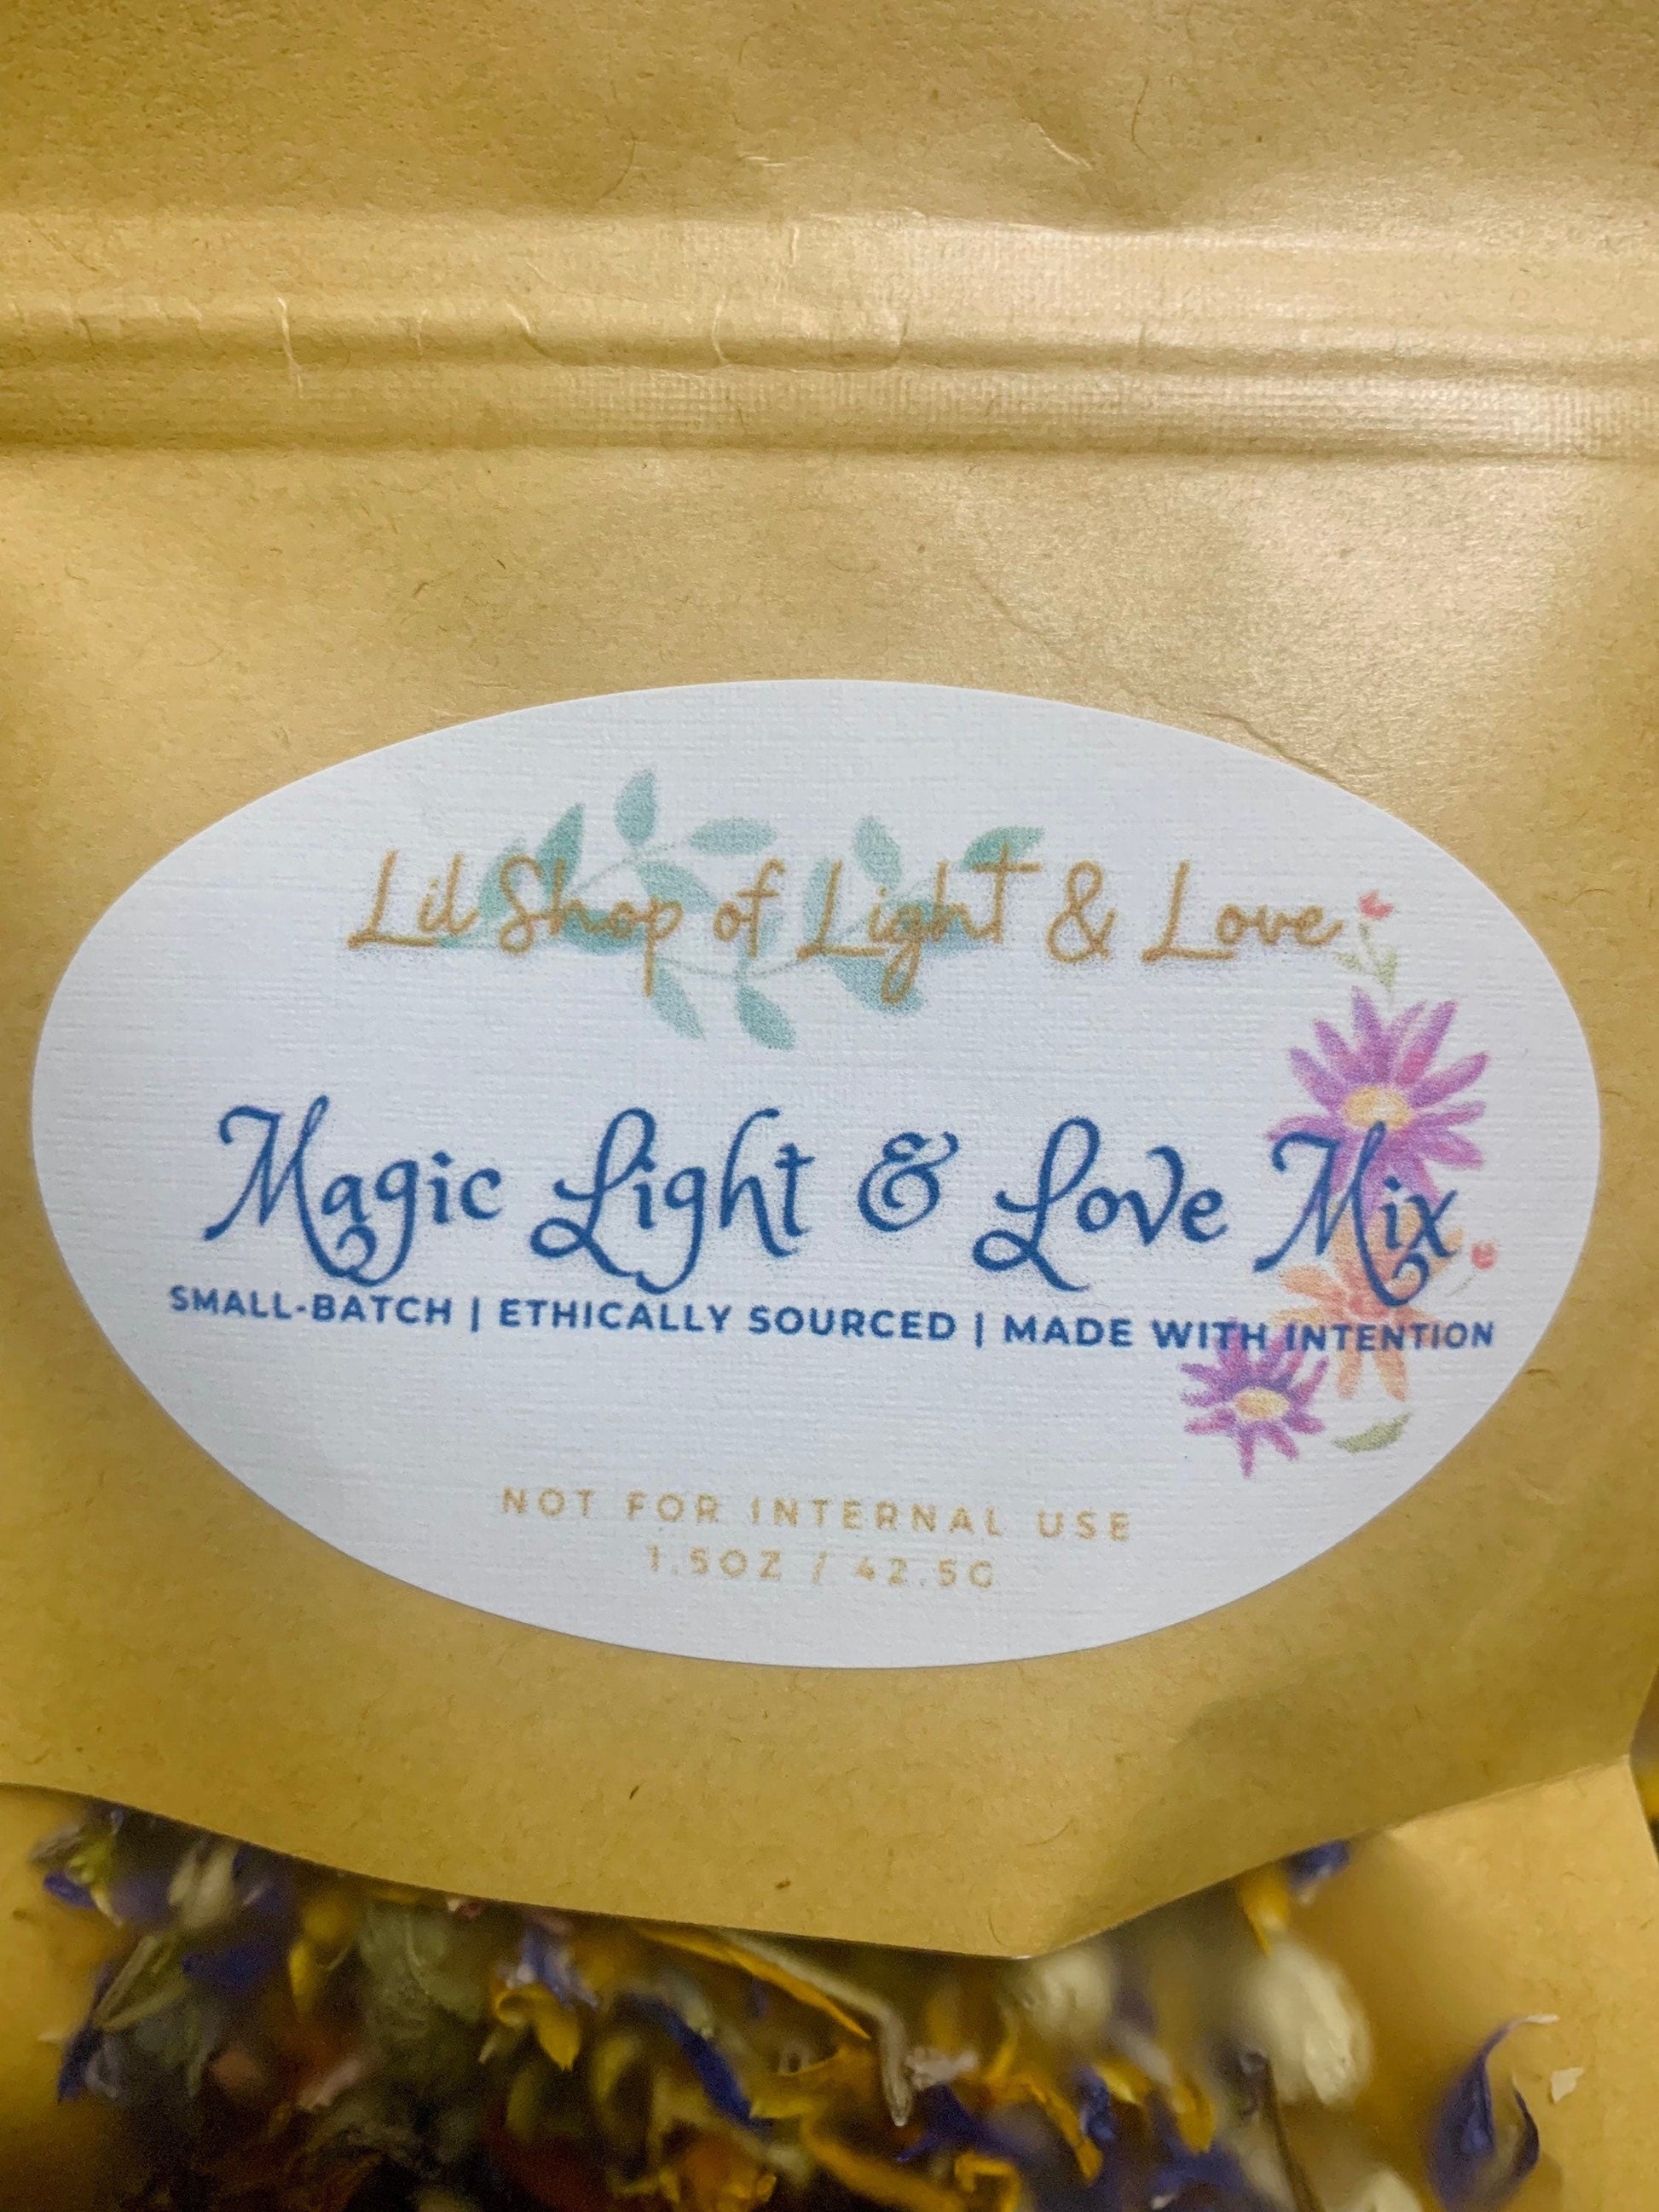 Lil Shop of Light & Love
Magic Light & Love Mix
SMALL-BATCH | ETHICALLY SOURCED | MADE WITH INTENTION
NOT FOR INTERNAL USE
1.5OZ / 42.5G